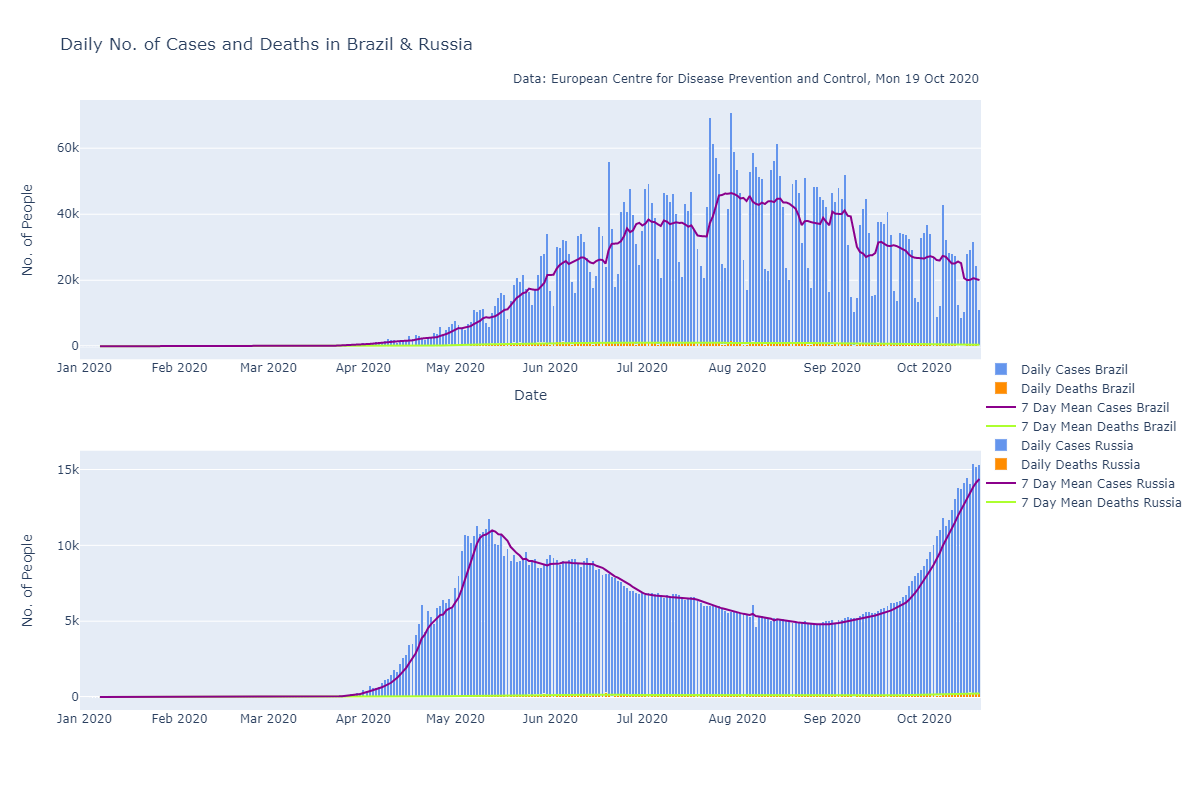 Daily No. of Cases and Deaths in Brazil & Russia
Data: European Centre for Disease Prevention and Control, Mon 19 Oct 2020
No. of People
60k
40k
20k
0
Jan 2020 Feb 2020 Mar 2020 Apr 2020 May 2020 Jun 2020 Jul 2020 Aug 2020 Sep 2020 Oct 2020
Date
Daily Cases Brazil
Daily Deaths Brazil
7 Day Mean Cases Brazil
7 Day Mean Deaths Brazil
Daily Cases Russia
Daily Deaths Russia
7 Day Mean Cases Russia
7 Day Mean Deaths Russia
No. of People
15k
10k
5k
0
Jan 2020 Feb 2020 Mar 2020 Apr 2020 May 2020 Jun 2020 Jul 2020 Aug 2020 Sep 2020 Oct 2020